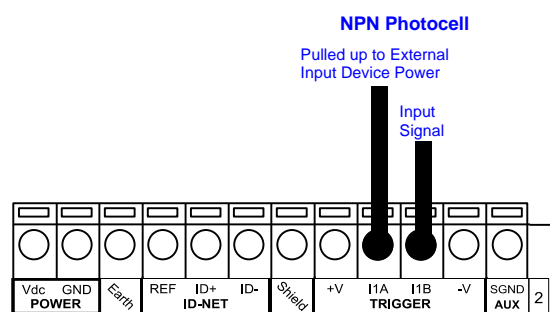 NPN Photocell
Pulled up to External
Input Device Power
Input
Signal
Vdc GND Earth REF ID+ ID- Shield +V I1A I1B -V SGND 2
POWER ID-NET TRIGGER AUX